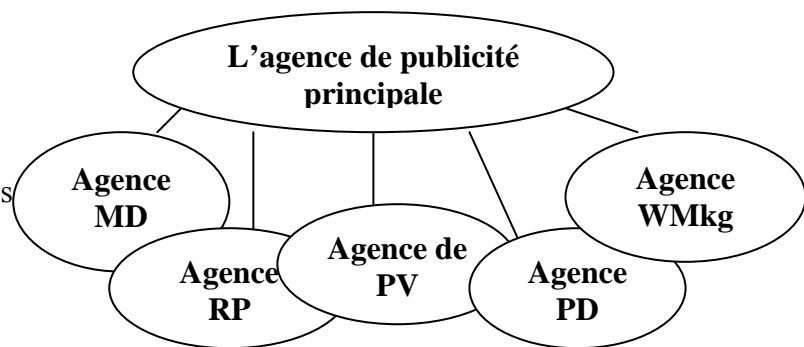 L’agence de publicité
principale
s
Agence
MD
Agence
RP
Agence de
PV
Agence
PD
Agence
WMkg